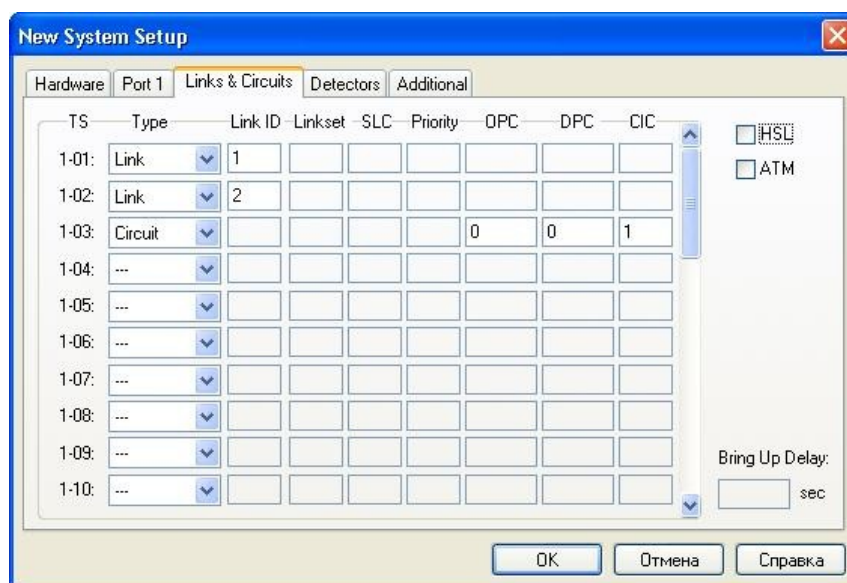 New System Setup
Hardware Port 1 Links & Circuits Detectors Additional
TS Type Link ID Linkset SLC Priority OPC DPC CIC
HSL
1-01: Link 1
ATM
1-02: Link 2
1-03: Circuit 0 0 1
1-04: ---
1-05: ---
1-06: ---
1-07: ---
1-08: ---
1-09: ---
Bring Up Delay:
1-10: ---
sec
OK Отмена Справка